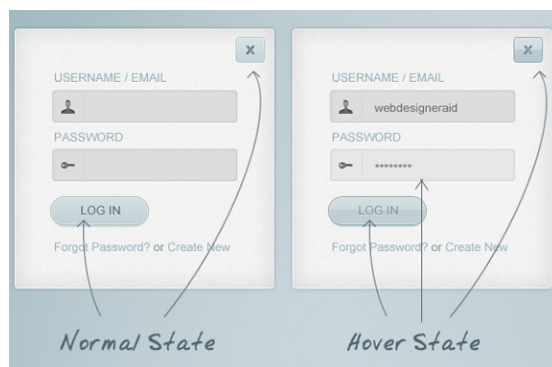 X
USERNAME / EMAIL
PASSWORD
LOG IN
Forgot Password? or Create New
Normal State
X
USERNAME / EMAIL
webdesigneraid
PASSWORD
********
LOG IN
Forgot Password? or Create New
Hover State